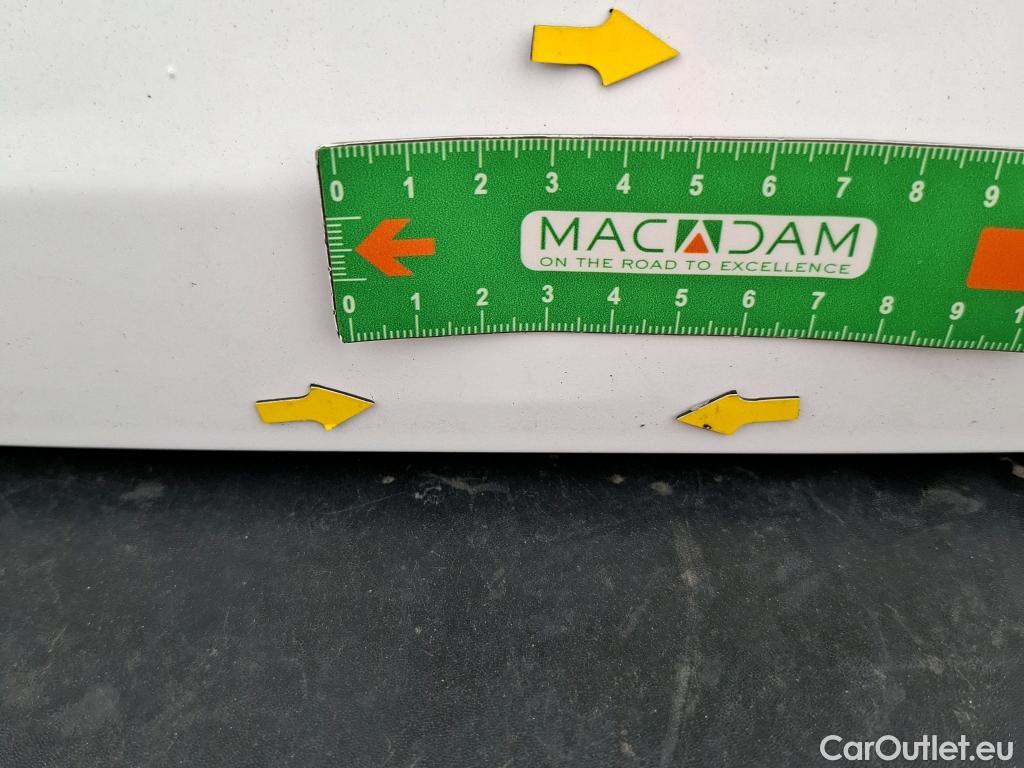 0 1 2 3 4 5 6 7 8 9
MACADAM
ON THE ROAD TO EXCELLENCE
0 1 2 3 4 5 6 7 8 9 1
CarOutlet.eu